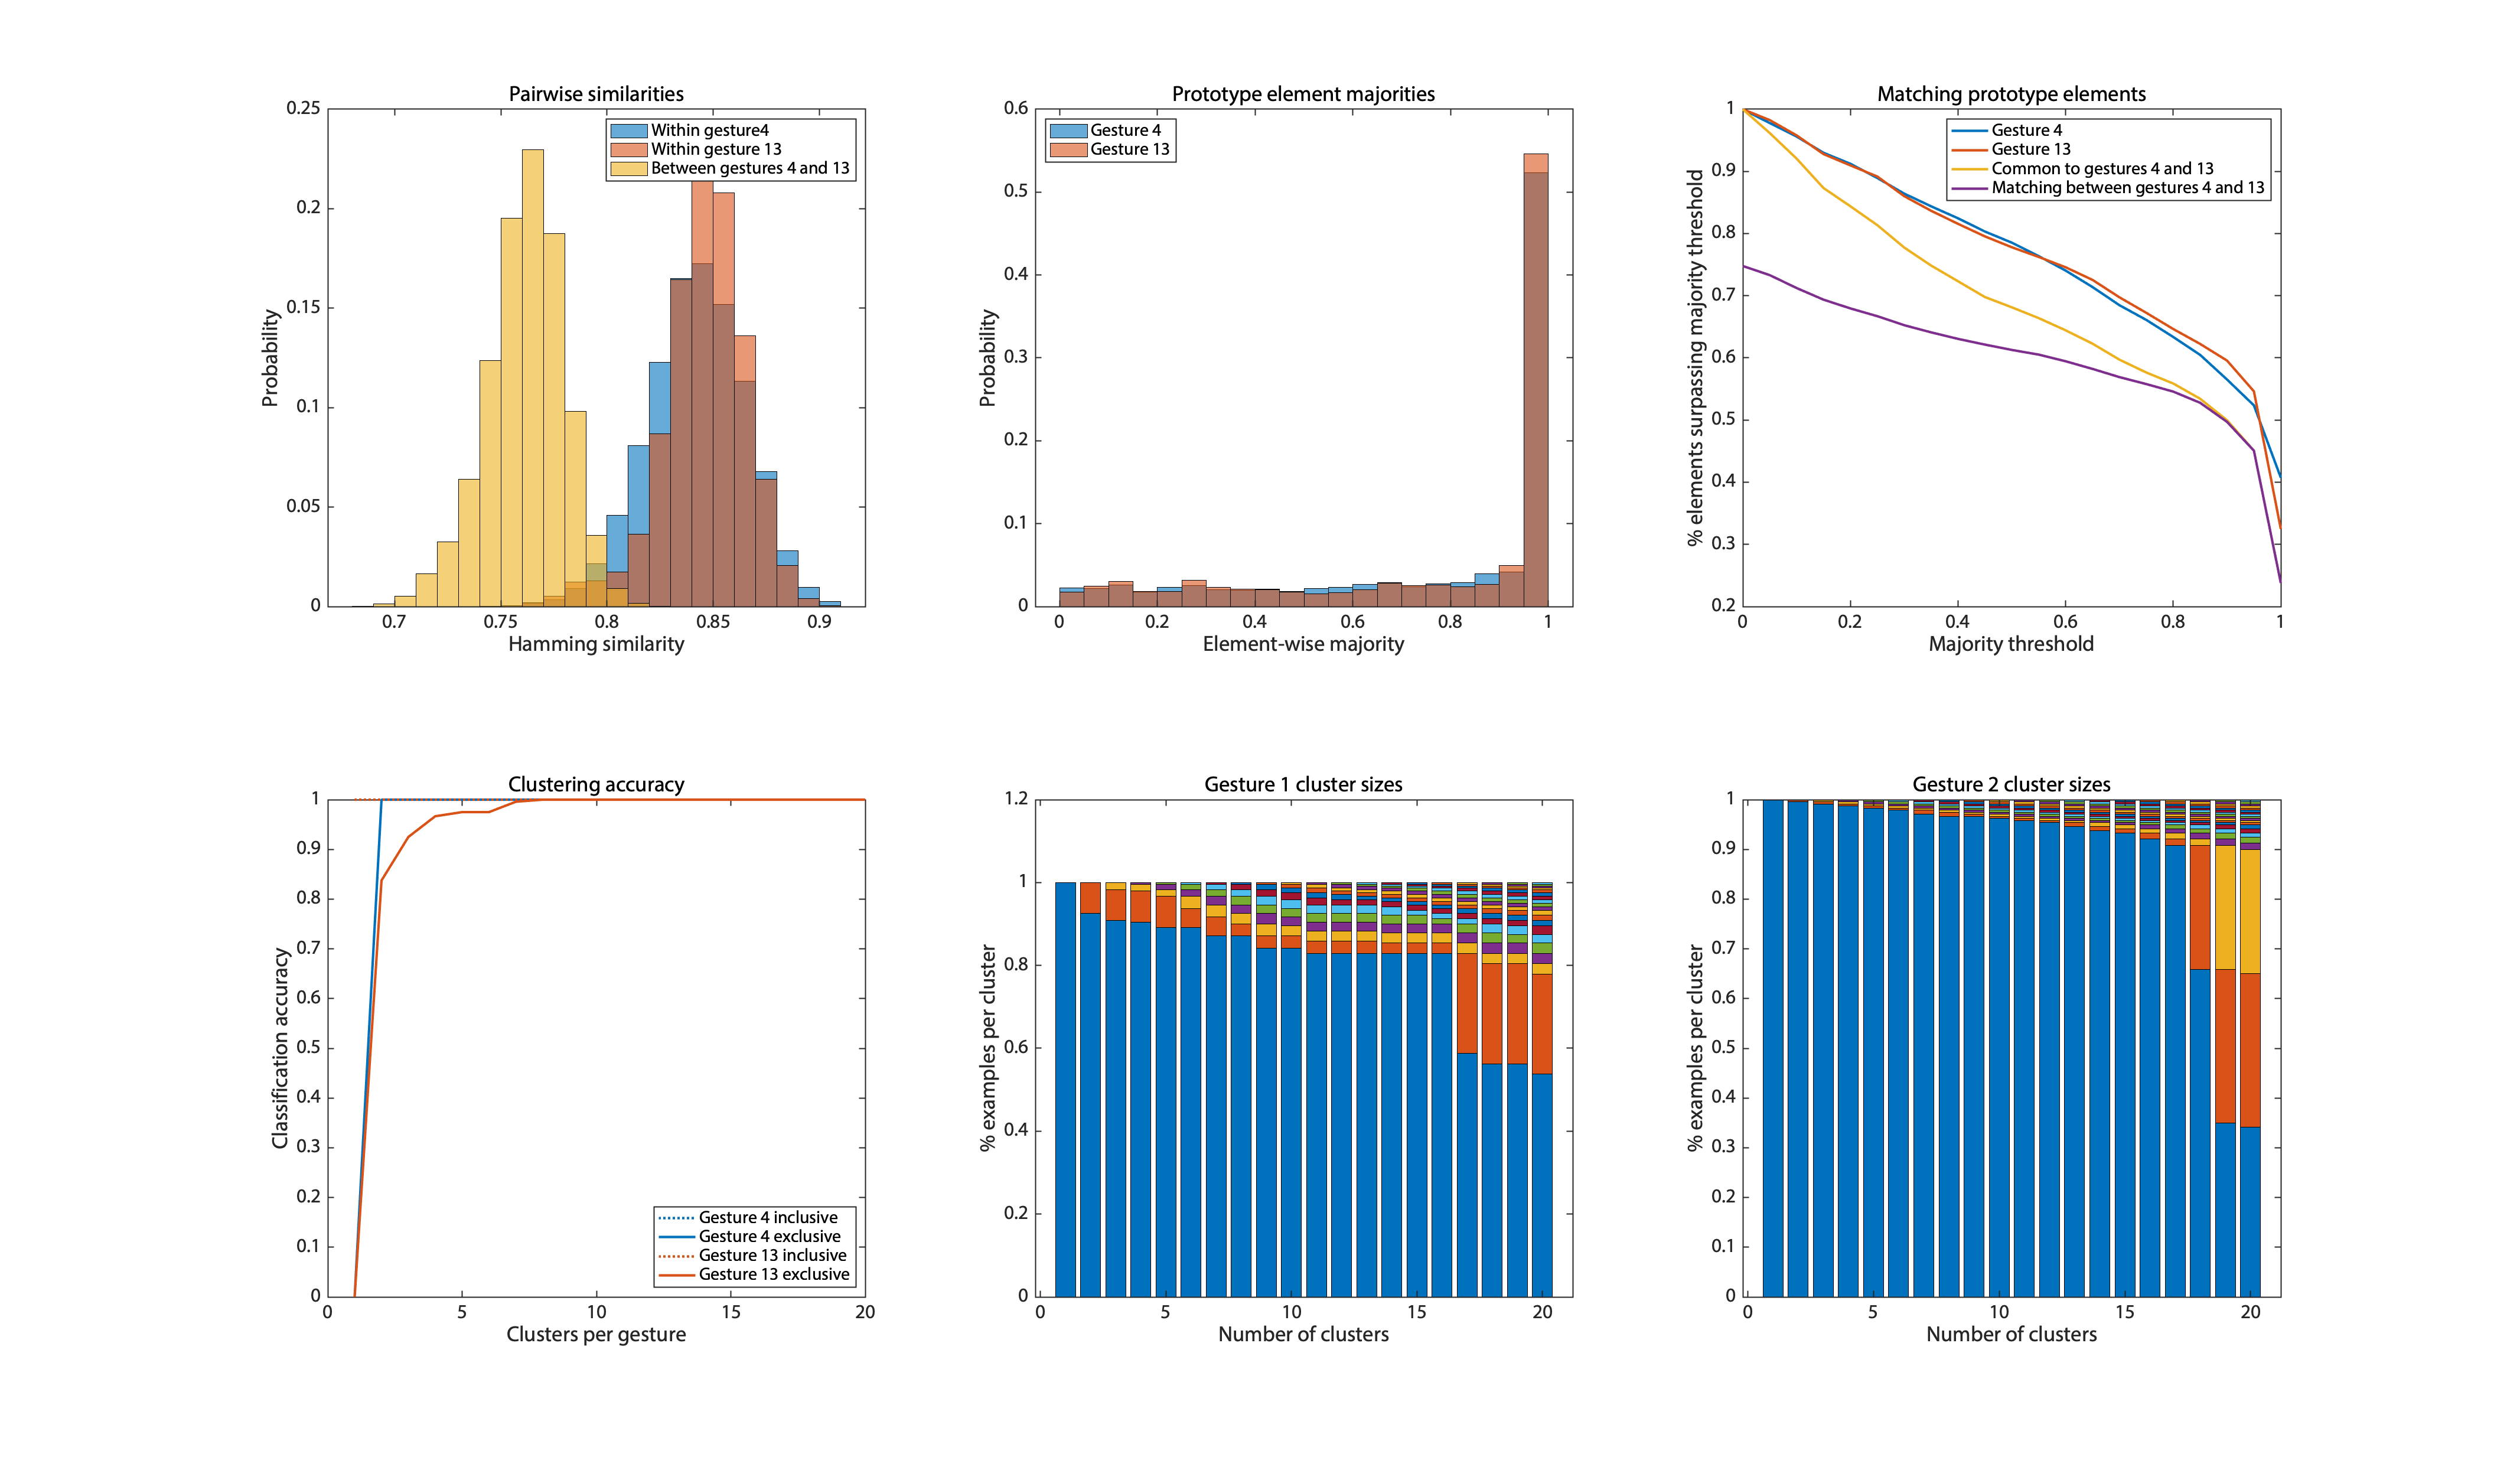 Pairwise similarities
0.25
0.2
0.15
0.1
0.05
0
Probability
Within gesture4
Within gesture 13
Between gestures 4 and 13
0.7 0.75 0.8 0.85 0.9
Hamming similarity
Prototype element majorities
0.6
0.5
0.4
0.3
0.2
0.1
0
Probability
Gesture 4
Gesture 13
0 0.2 0.4 0.6 0.8 1
Element-wise majority
Matching prototype elements
1
0.9
0.8
0.7
0.6
0.5
0.4
0.3
0.2
% elements surpassing majority threshold
Gesture 4
Gesture 13
Common to gestures 4 and 13
Matching between gestures 4 and 13
0 0.2 0.4 0.6 0.8 1
Majority threshold
Clustering accuracy
1
0.9
0.8
0.7
0.6
0.5
0.4
0.3
0.2
0.1
0
Classification accuracy
Gesture 4 inclusive
Gesture 4 exclusive
Gesture 13 inclusive
Gesture 13 exclusive
0 5 10 15 20
Clusters per gesture
Gesture 1 cluster sizes
1.2
1
0.8
0.6
0.4
0.2
0
% examples per cluster
0 5 10 15 20
Number of clusters
Gesture 2 cluster sizes
1
0.9
0.8
0.7
0.6
0.5
0.4
0.3
0.2
0.1
0
% examples per cluster
0 5 10 15 20
Number of clusters